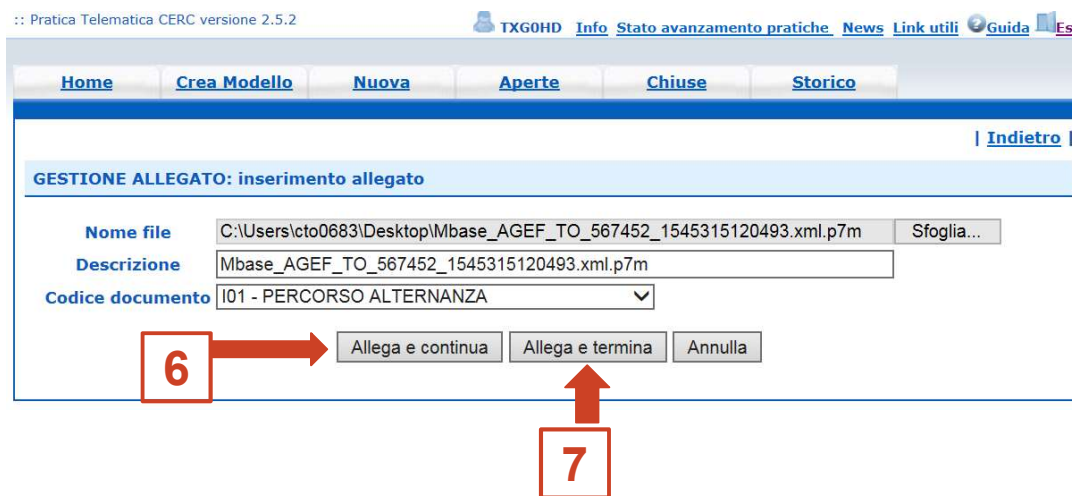 :: Pratica Telematica CERC versione 2.5.2
TXG0HD Info Stato avanzamento pratiche News Link utili Guida Es
Home Crea Modello Nuova Aperte Chiuse Storico
| Indietro |
GESTIONE ALLEGATO: inserimento allegato
Nome file C:\Users\cto0683\Desktop\Mbase_AGEF_TO_567452_1545315120493.xml.p7m Sfoglia...
Descrizione Mbase_AGEF_TO_567452_1545315120493.xml.p7m
Codice documento I01 - PERCORSO ALTERNANZA
6 Allega e continua Allega e termina Annulla
7